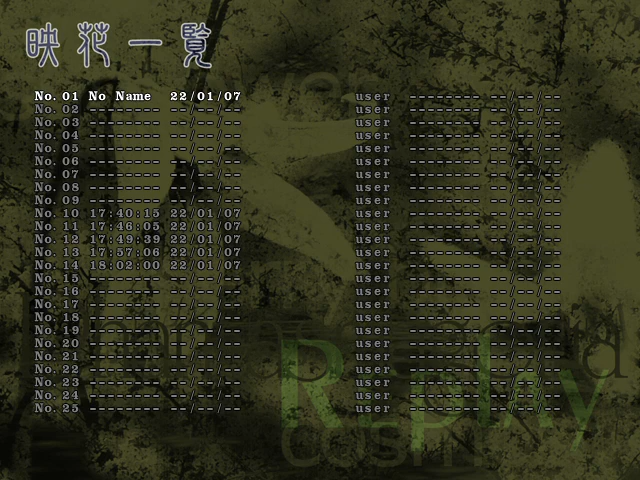 映花一覧
No. 01 No Name 22/01/07 user -------- --/--/--
No. 02 -------- --/--/-- user -------- --/--/--
No. 03 -------- --/--/-- user -------- --/--/--
No. 04 -------- --/--/-- user -------- --/--/--
No. 05 -------- --/--/-- user -------- --/--/--
No. 06 -------- --/--/-- user -------- --/--/--
No. 07 -------- --/--/-- user -------- --/--/--
No. 08 -------- --/--/-- user -------- --/--/--
No. 09 -------- --/--/-- user -------- --/--/--
No. 10 17:40:15 22/01/07 user -------- --/--/--
No. 11 17:46:05 22/01/07 user -------- --/--/--
No. 12 17:49:39 22/01/07 user -------- --/--/--
No. 13 17:57:06 22/01/07 user -------- --/--/--
No. 14 18:02:00 22/01/07 user -------- --/--/--
No. 15 -------- --/--/-- user -------- --/--/--
No. 16 -------- --/--/-- user -------- --/--/--
No. 17 -------- --/--/-- user -------- --/--/--
No. 18 -------- --/--/-- user -------- --/--/--
No. 19 -------- --/--/-- user -------- --/--/--
No. 20 -------- --/--/-- user -------- --/--/--
No. 21 -------- --/--/-- user -------- --/--/--
No. 22 -------- --/--/-- user -------- --/--/--
No. 23 -------- --/--/-- user -------- --/--/--
No. 24 -------- --/--/-- user -------- --/--/--
No. 25 -------- --/--/-- user -------- --/--/--
Replay